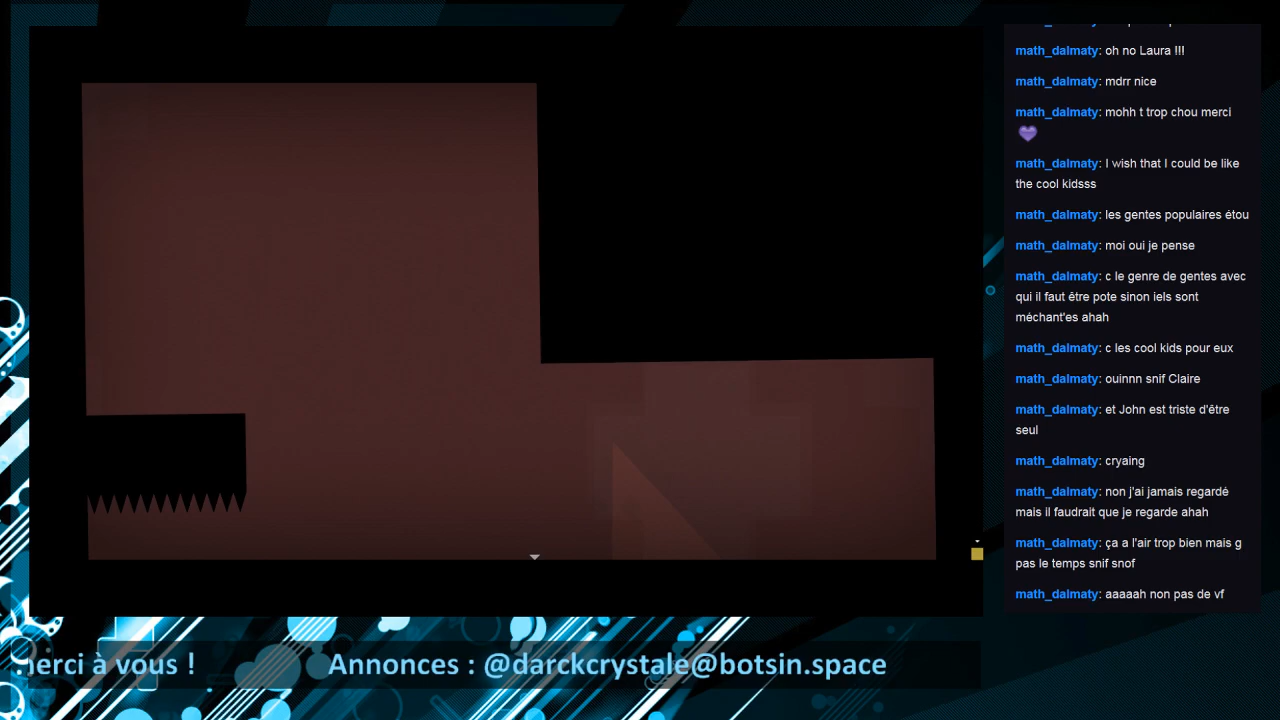 math_dalmaty: oh no Laura !!!
math_dalmaty: mdrr nice
math_dalmaty: mohh t trop chou merci
math_dalmaty: I wish that I could be like
the cool kidsss
math_dalmaty: les gentes populaires étou
math_dalmaty: moi oui je pense
math_dalmaty: c le genre de gentes avec
qui il faut être pote sinon iels sont
méchant'es ahah
math_dalmaty: c les cool kids pour eux
math_dalmaty: ouinnn snif Claire
math_dalmaty: et John est triste d'être
seul
math_dalmaty: cryaing
math_dalmaty: non j'ai jamais regardé
mais il faudrait que je regarde ahah
math_dalmaty: ça a l'air trop bien mais g
pas le temps snif snof
math_dalmaty: aaaaah non pas de vf
erci à vous ! Annonces : @darckcrystale@botsin.space